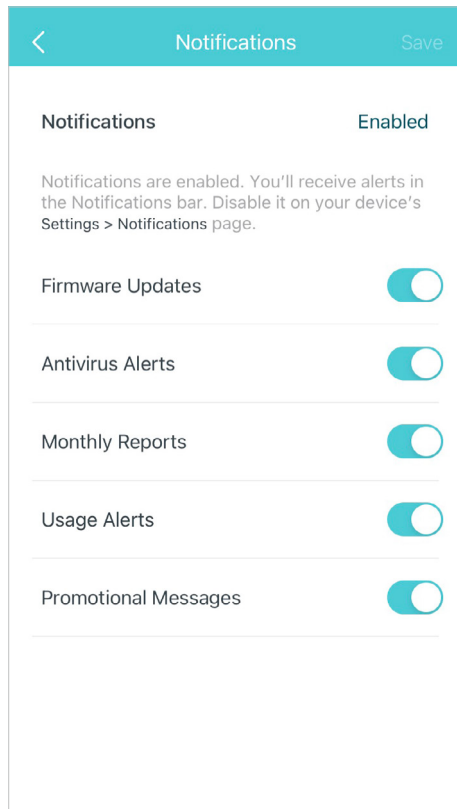 Notifications
Save
Notifications
Enabled
Notifications are enabled. You'll receive alerts in
the Notifications bar. Disable it on your device's
Settings > Notifications page.
Firmware Updates
Antivirus Alerts
Monthly Reports
Usage Alerts
Promotional Messages